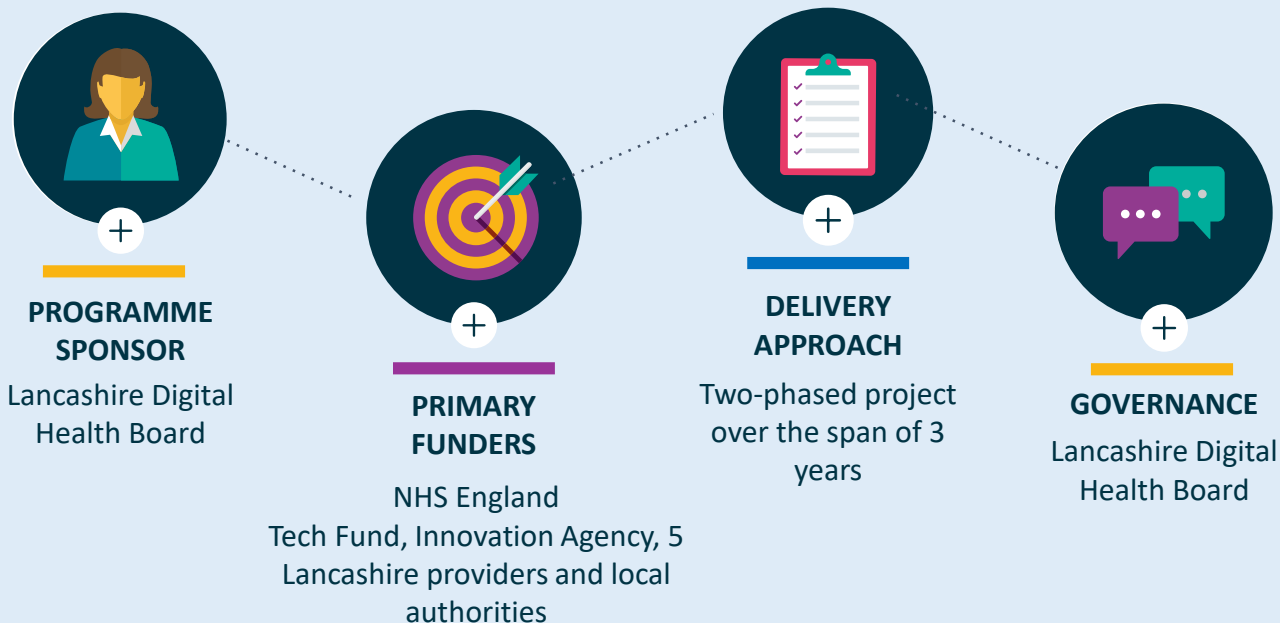 PROGRAMME
SPONSOR
Lancashire Digital
Health Board
PRIMARY
FUNDERS
NHS England
Tech Fund, Innovation Agency, 5
Lancashire providers and local
authorities
DELIVERY
APPROACH
Two-phased project
over the span of 3
years
GOVERNANCE
Lancashire Digital
Health Board